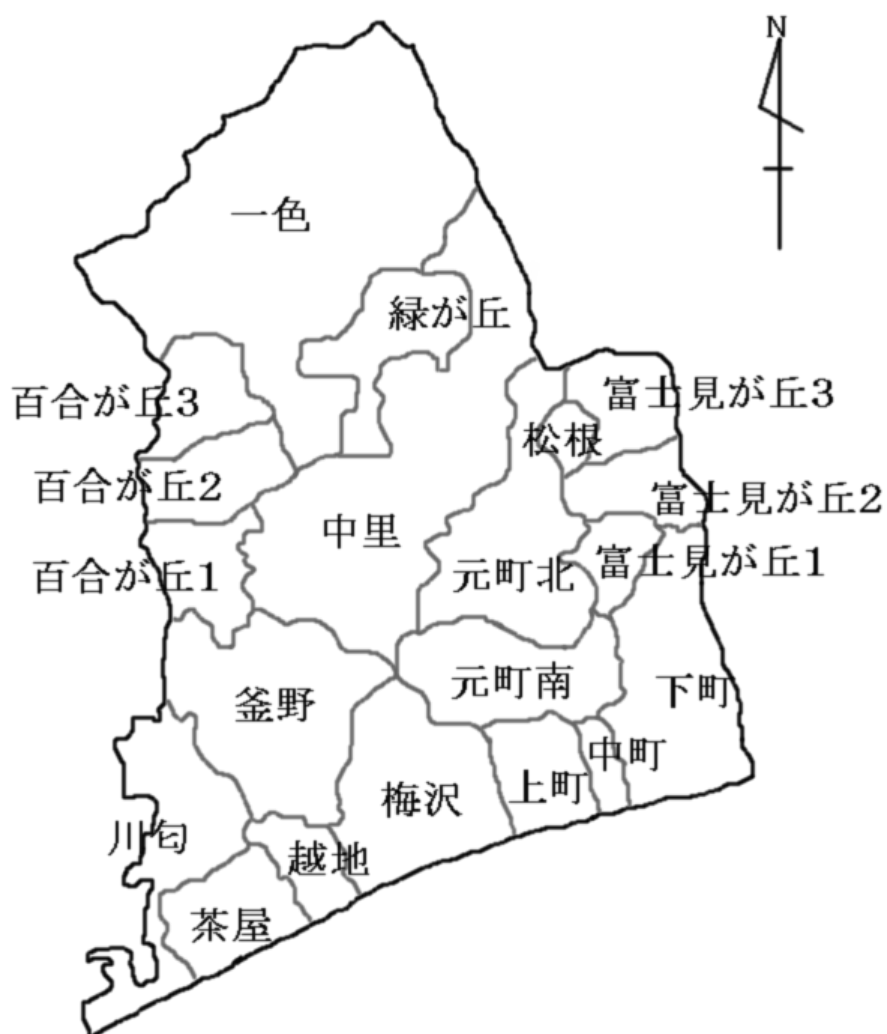 N
一色
緑が丘
百合が丘3
富士見が丘3
松根
百合が丘2
富士見が丘2
中里
百合が丘1
元町北
富士見が丘1
釜野
元町南
下町
中町
梅沢
上町
川匂
越地
茶屋